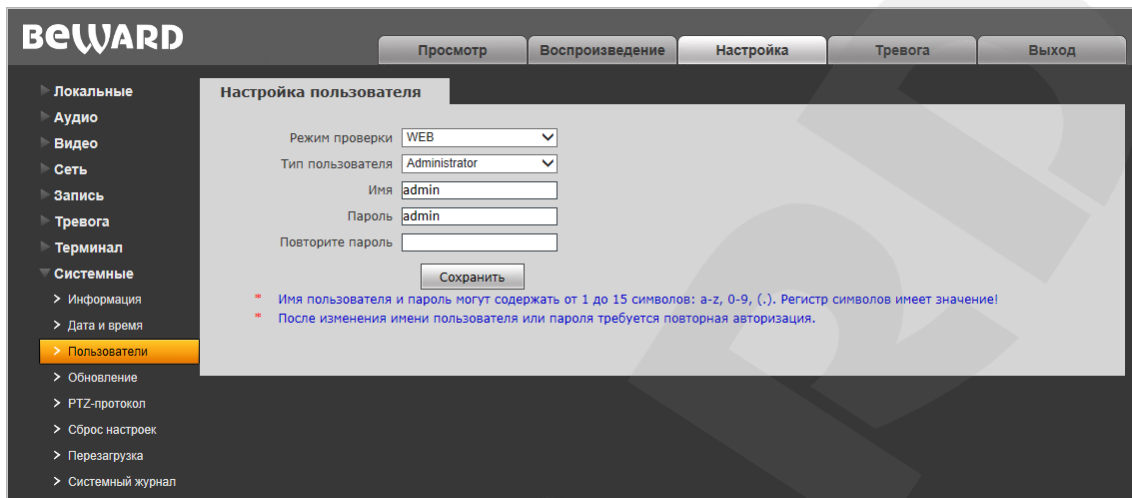 BEWARD
Просмотр Воспроизведение Настройка Тревога Выход
Локальные
Аудио
Видео
Сеть
Запись
Тревога
Терминал
Системные
Информация
Дата и время
Пользователи
Обновление
PTZ-протокол
Сброс настроек
Перезагрузка
Системный журнал
Настройка пользователя
Режим проверки WEB
Тип пользователя Administrator
Имя admin
Пароль admin
Повторите пароль
Сохранить
* Имя пользователя и пароль могут содержать от 1 до 15 символов: a-z, 0-9, (.). Регистр символов имеет значение!
* После изменения имени пользователя или пароля требуется повторная авторизация.